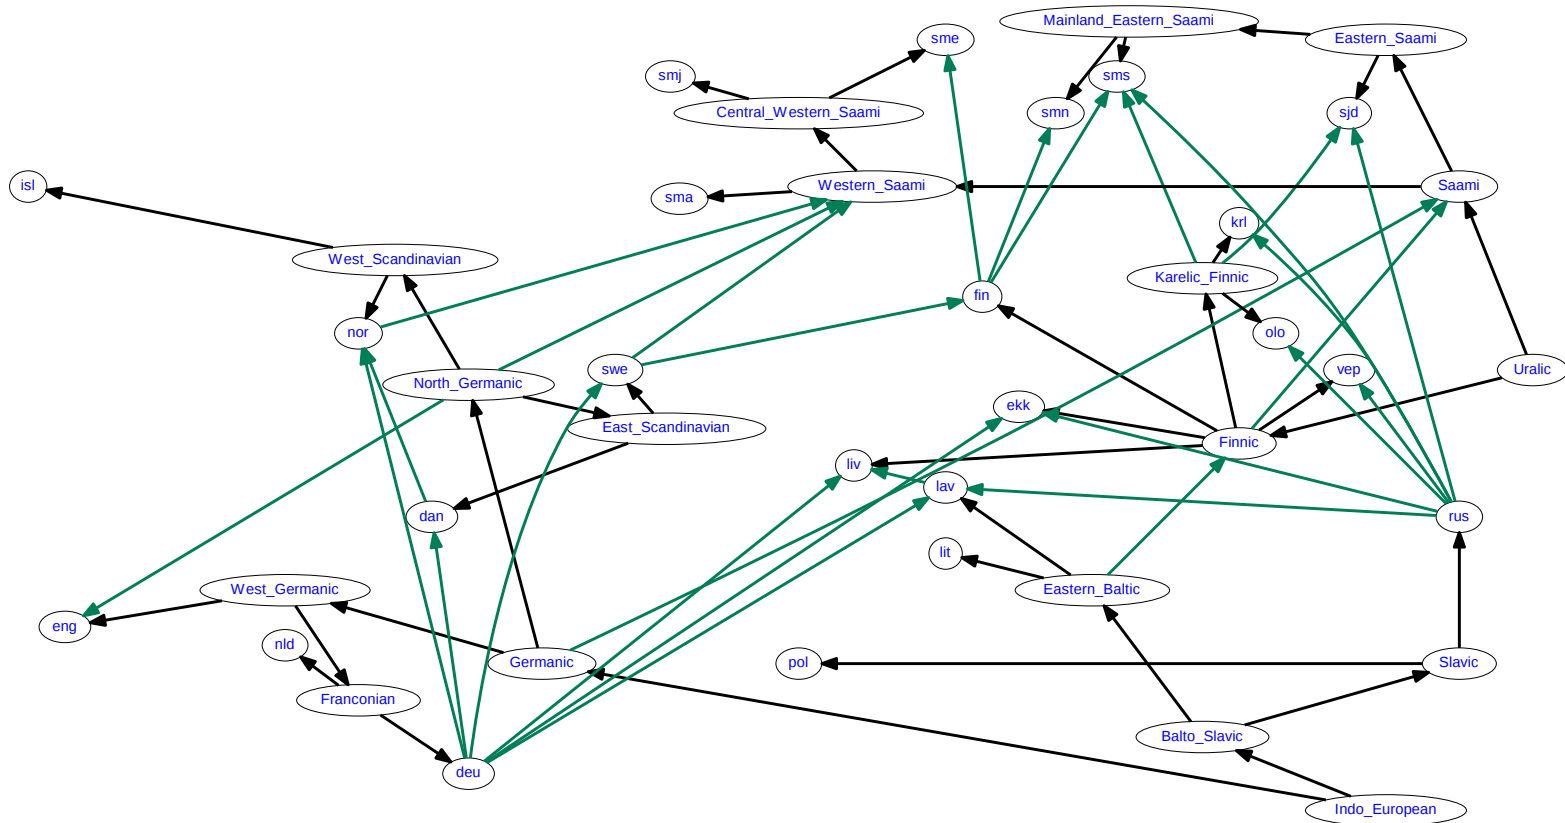 Mainland_Eastern_Saami
sme
Eastern_Saami
smj
sms
Central_Western_Saami
smn
sjd
isl
sma
Western_Saami
Saami
krl
West_Scandinavian
Karelic_Finnic
fin
nor
olo
North_Germanic
swe
vep
Uralic
ekk
East_Scandinavian
Finnic
liv
lav
dan
rus
lit
West_Germanic
Eastern_Baltic
eng
nld
Germanic
pol
Slavic
Franconian
Balto_Slavic
deu
Indo_European